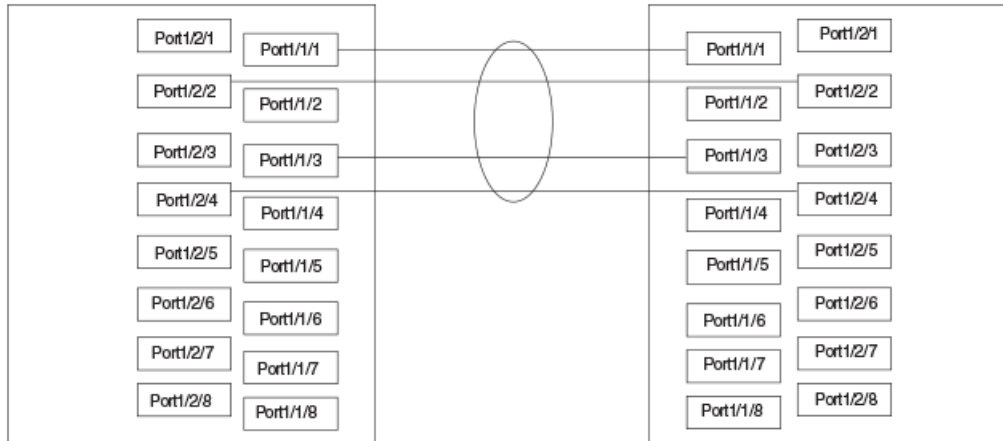 Port1/2/1
Port1/1/1
Port1/2/2
Port1/1/2
Port1/2/3
Port1/1/3
Port1/2/4
Port1/1/4
Port1/2/5
Port1/1/5
Port1/2/6
Port1/1/6
Port1/2/7
Port1/1/7
Port1/2/8
Port1/1/8
Port1/1/1
Port1/2/1
Port1/1/2
Port1/2/2
Port1/1/3
Port1/2/3
Port1/1/4
Port1/2/4
Port1/1/5
Port1/2/5
Port1/1/6
Port1/2/6
Port1/1/7
Port1/2/7
Port1/1/8
Port1/2/8